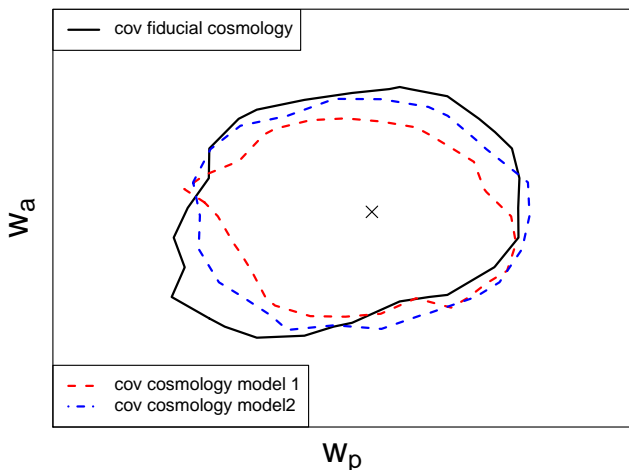 cov fiducial cosmology
w_a
cov cosmology model 1
cov cosmology model2
w_p